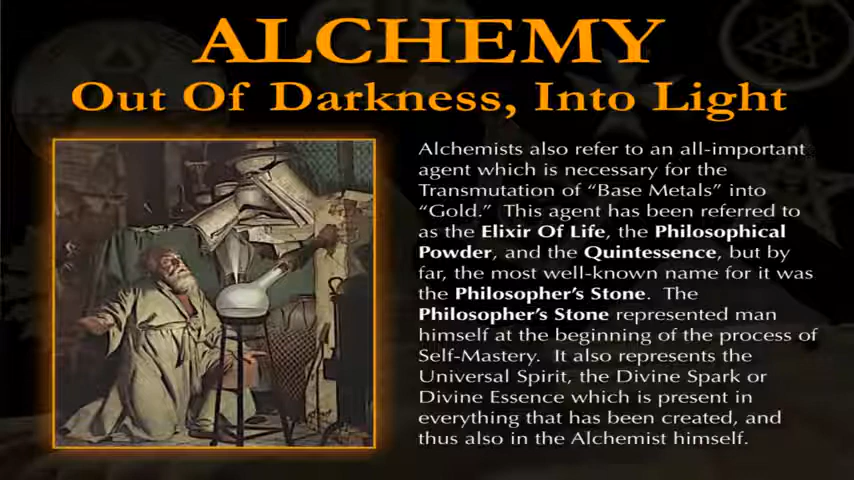 ALCHEMY
Out Of Darkness, Into Light
Alchemists also refer to an all-important
agent which is necessary for the
Transmutation of “Base Metals” into
“Gold.”  This agent has been referred to
as the Elixir Of Life, the Philosophical
Powder, and the Quintessence, but by
far, the most well-known name for it was
the Philosopher’s Stone.  The
Philosopher’s Stone represented man
himself at the beginning of the process of
Self-Mastery.  It also represents the
Universal Spirit, the Divine Spark or
Divine Essence which is present in
everything that has been created, and
thus also in the Alchemist himself.